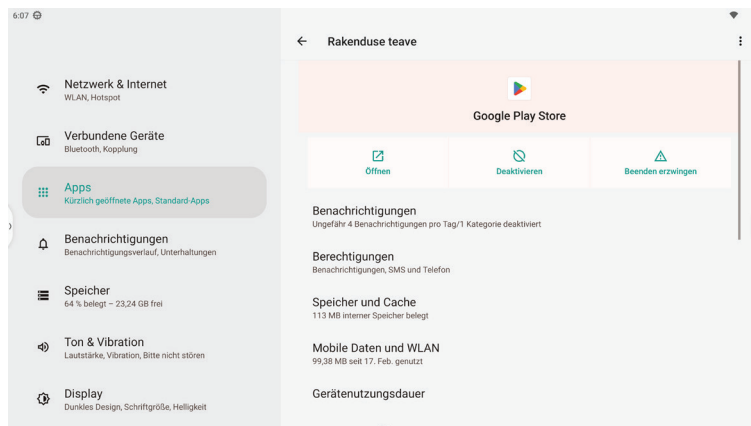 6:07
Netzwerk & Internet
WLAN, Hotspot
Verbundene Geräte
Bluetooth, Kopplung
Apps
Kürzlich geöffnete Apps, Standard-Apps
Benachrichtigungen
Benachrichtigungsverlauf, Unterhaltungen
Speicher
64 % belegt – 23,24 GB frei
Ton & Vibration
Lautstärke, Vibration, Bitte nicht stören
Display
Dunkles Design, Schriftgröße, Helligkeit
Rakenduse teave
Google Play Store
Öffnen
Deaktivieren
Beenden erzwingen
Benachrichtigungen
Ungefähr 4 Benachrichtigungen pro Tag/1 Kategorie deaktiviert
Berechtigungen
Benachrichtigungen, SMS und Telefon
Speicher und Cache
113 MB interner Speicher belegt
Mobile Daten und WLAN
99,38 MB seit 17. Feb. genutzt
Gerätenutzungsdauer